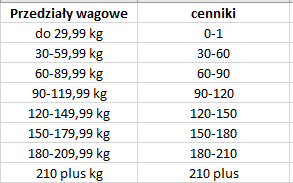 Przedziały wagowe cenniki
do 29,99 kg 0-1
30-59,99 kg 30-60
60-89,99 kg 60-90
90-119,99 kg 90-120
120-149,99 kg 120-150
150-179,99 kg 150-180
180-209,99 kg 180-210
210 plus kg 210 plus